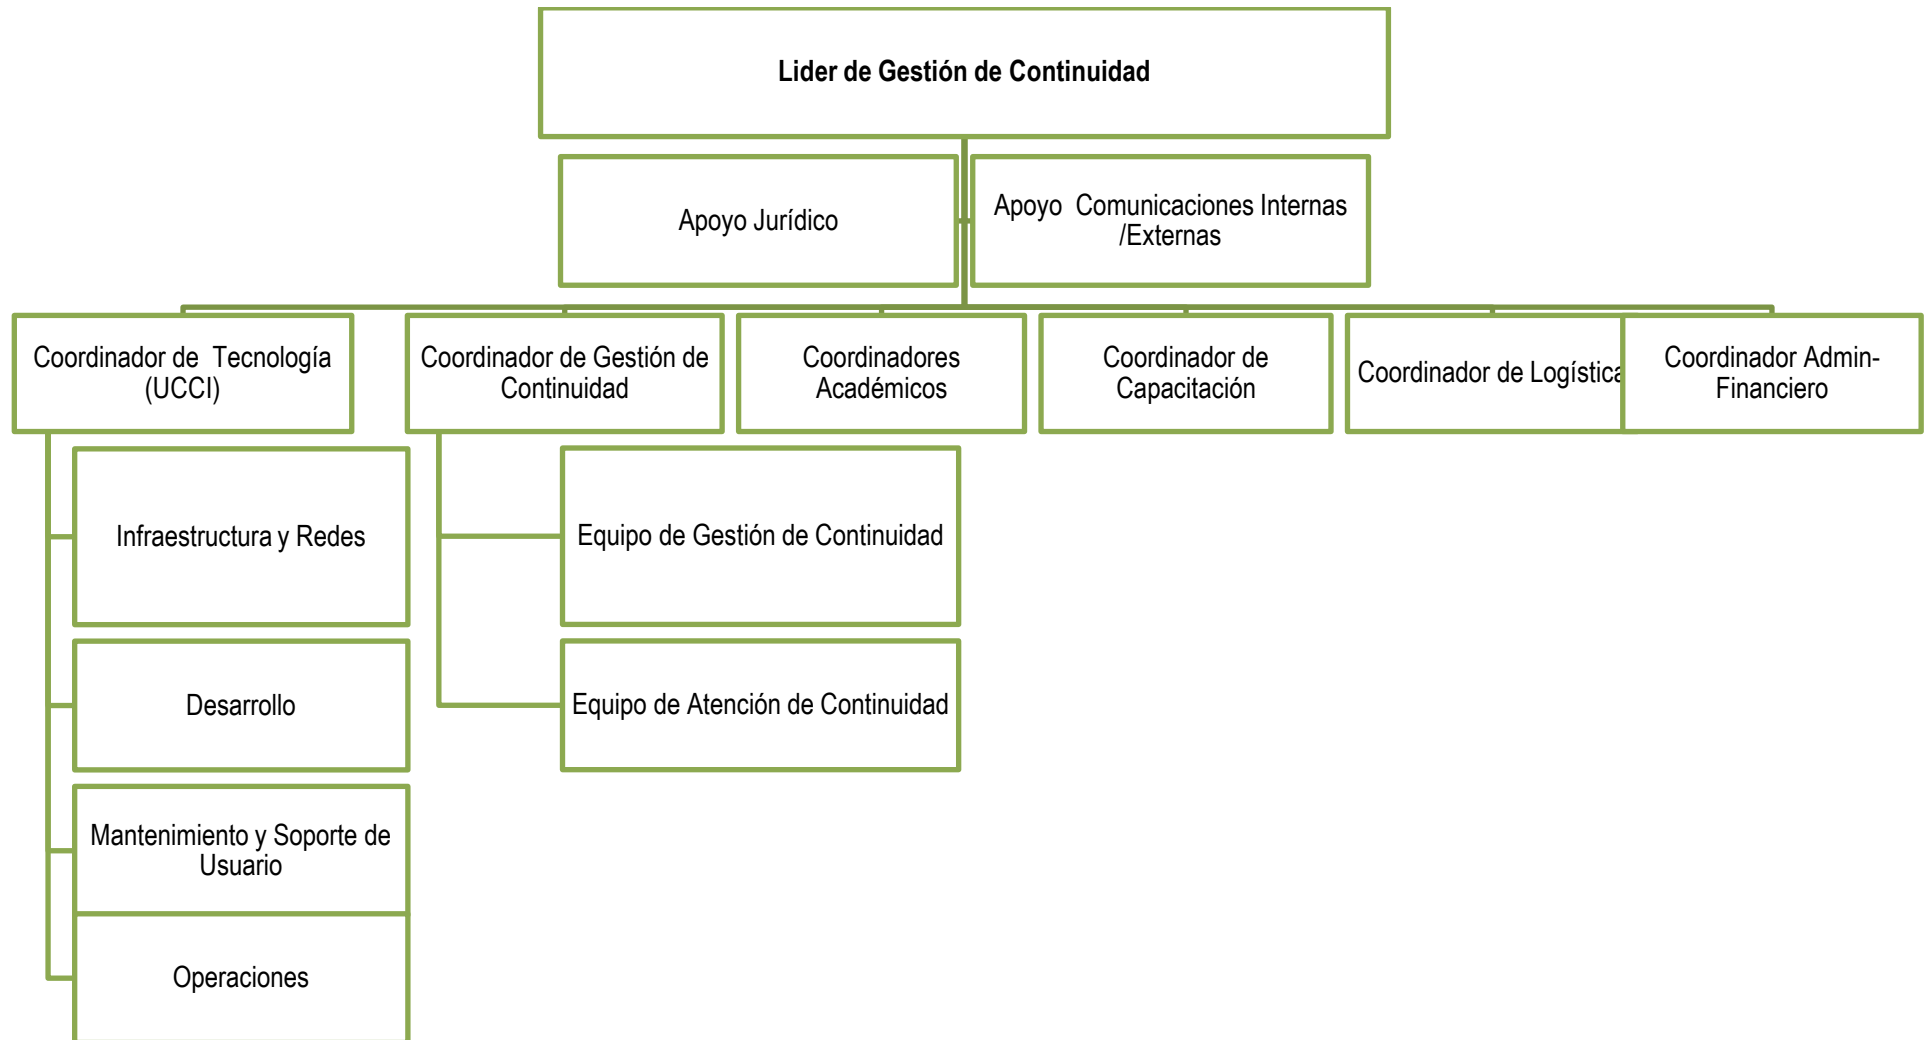 Lider de Gestión de Continuidad
Apoyo Jurídico
Apoyo  Comunicaciones Internas
/Externas
Coordinador de  Tecnología
(UCCI)
Coordinador de Gestión de
Continuidad
Coordinadores
Académicos
Coordinador de
Capacitación
Coordinador de Logística
Coordinador Admin-
Financiero
Infraestructura y Redes
Equipo de Gestión de Continuidad
Desarrollo
Equipo de Atención de Continuidad
Mantenimiento y Soporte de
Usuario
Operaciones